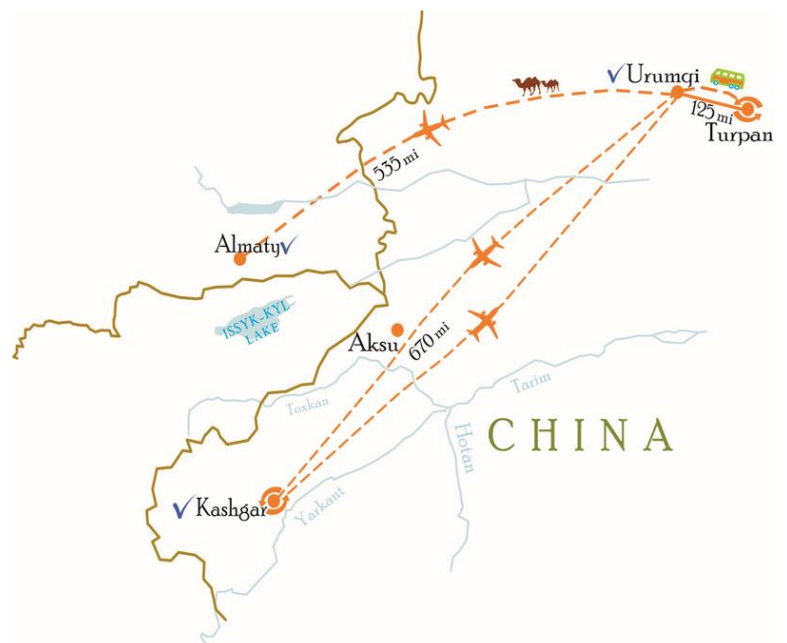 Urumqi
125 mi
Turpan
535 mi
Almaty
ISSYK-KYL
LAKE
Aksu
670 mi
Toxkan
Tarim
Hotan
CHINA
Kashgar
Yarkant